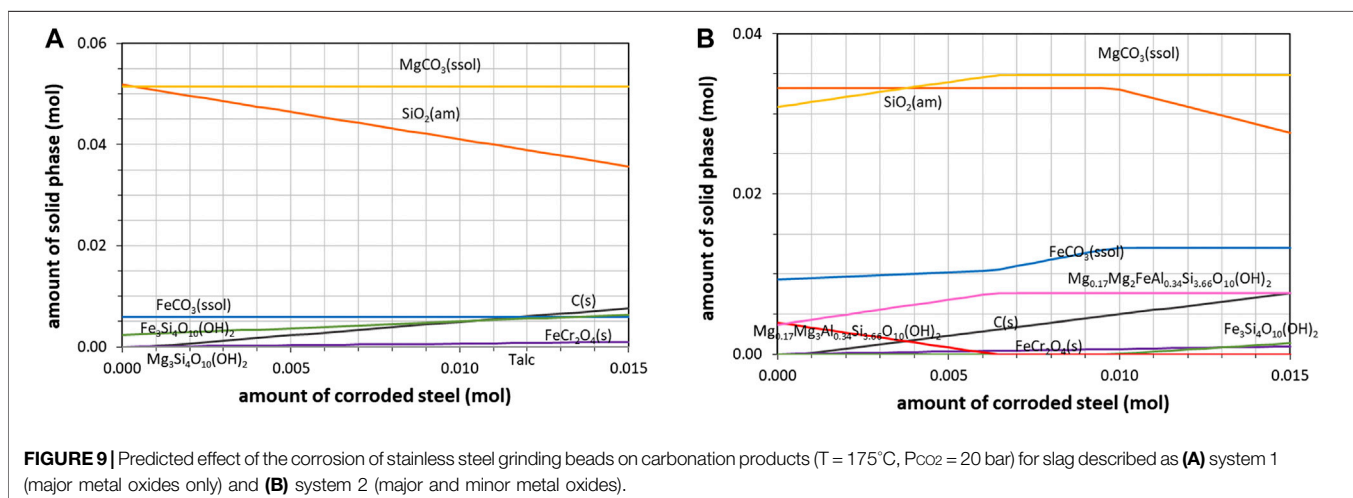 A
amount of solid phase (mol)
0.06
0.04
0.02
0.00
MgCO₃(ssol)
SiO₂(am)
FeCO₃(ssol)
C(s)
Fe₃Si₄O₁₀(OH)₂
FeCr₂O₄(s)
Mg₃Si₄O₁₀(OH)₂
Talc
0.000 0.005 0.010 0.015
amount of corroded steel (mol)
B
amount of solid phase (mol)
0.04
0.02
0.00
MgCO₃(ssol)
SiO₂(am)
FeCO₃(ssol)
Mg₀.₁₇Mg₂FeAl₀.₃₄Si₃.₆₆O₁₀(OH)₂
C(s)
Mg₀.₁₇Mg₃Al₀.₃₄Si₃.₆₆O₁₀(OH)₂
Fe₃Si₄O₁₀(OH)₂
FeCr₂O₄(s)
0.000 0.005 0.010 0.015
amount of corroded steel (mol)
FIGURE 9 | Predicted effect of the corrosion of stainless steel grinding beads on carbonation products (T = 175°C, PCO2 = 20 bar) for slag described as (A) system 1
(major metal oxides only) and (B) system 2 (major and minor metal oxides).